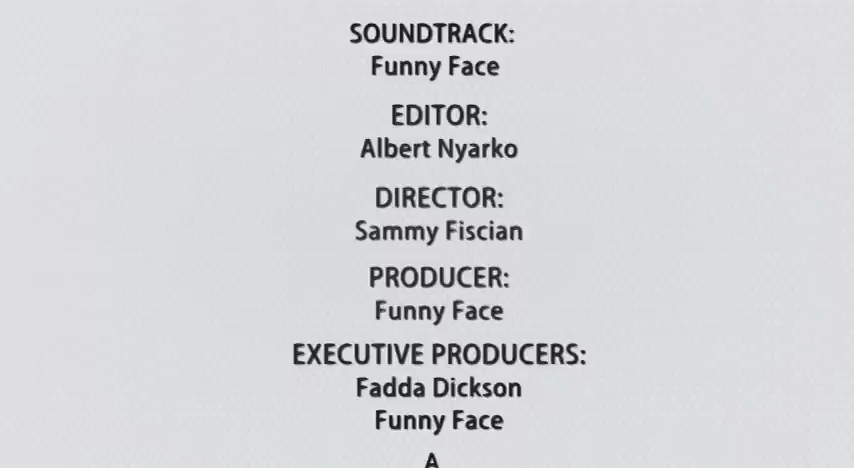 SOUNDTRACK:
Funny Face
EDITOR:
Albert Nyarko
DIRECTOR:
Sammy Fiscian
PRODUCER:
Funny Face
EXECUTIVE PRODUCERS:
Fadda Dickson
Funny Face
A